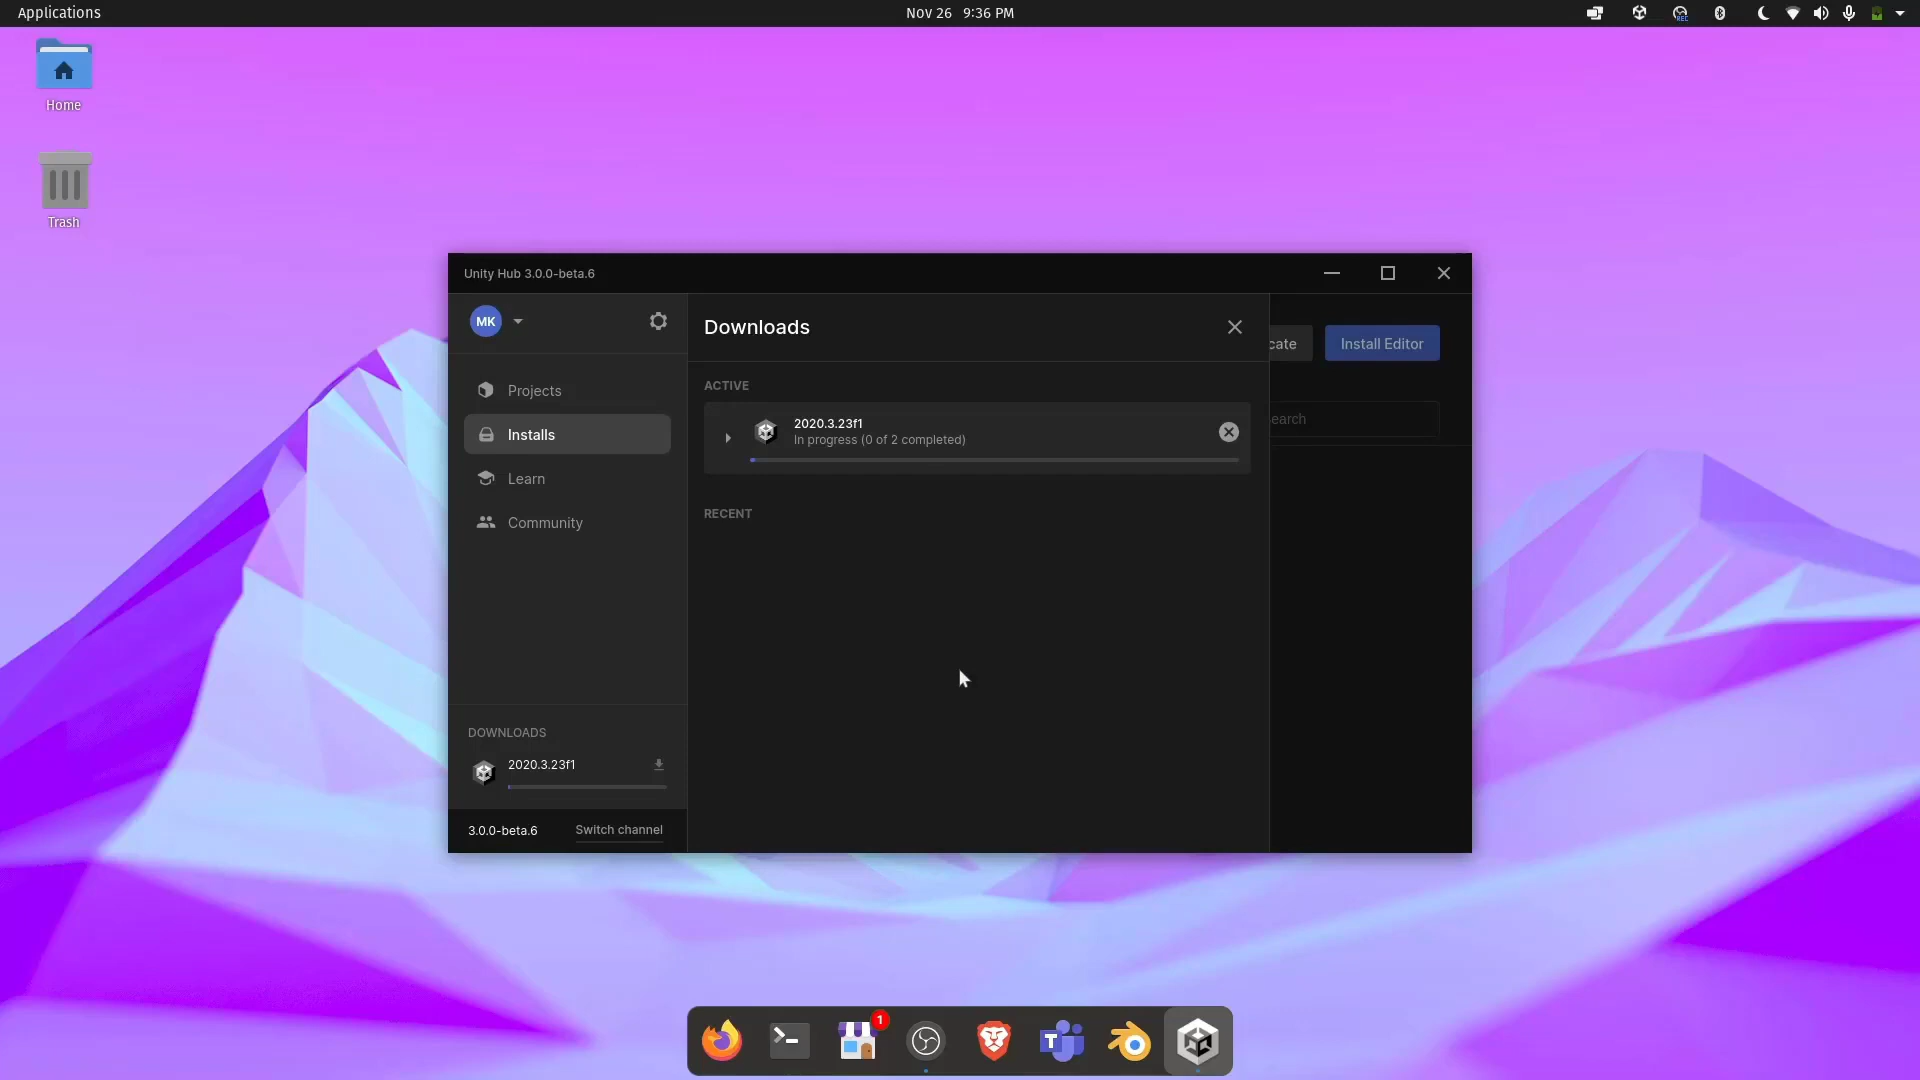 Applications
Nov 26 9:36 PM
REC
Home
Trash
Unity Hub 3.0.0-beta.6
MK
Projects
Installs
Learn
Community
DOWNLOADS
2020.3.23f1
3.0.0-beta.6
Switch channel
Downloads
ACTIVE
2020.3.23f1
In progress (0 of 2 completed)
RECENT
cate
Install Editor
earch
1
T